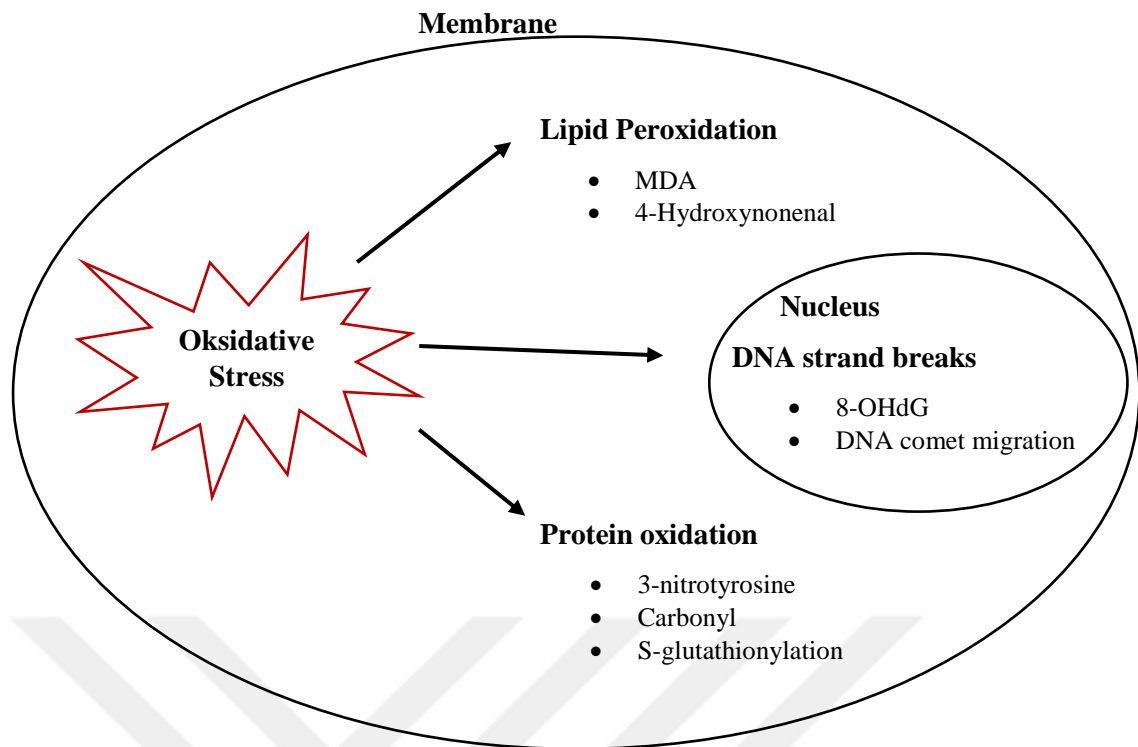 Membrane
Lipid Peroxidation
• MDA
• 4-Hydroxynonenal
Oksidative
Stress
Nucleus
DNA strand breaks
• 8-OHdG
• DNA comet migration
Protein oxidation
• 3-nitrotyrosine
• Carbonyl
• S-glutathionylation